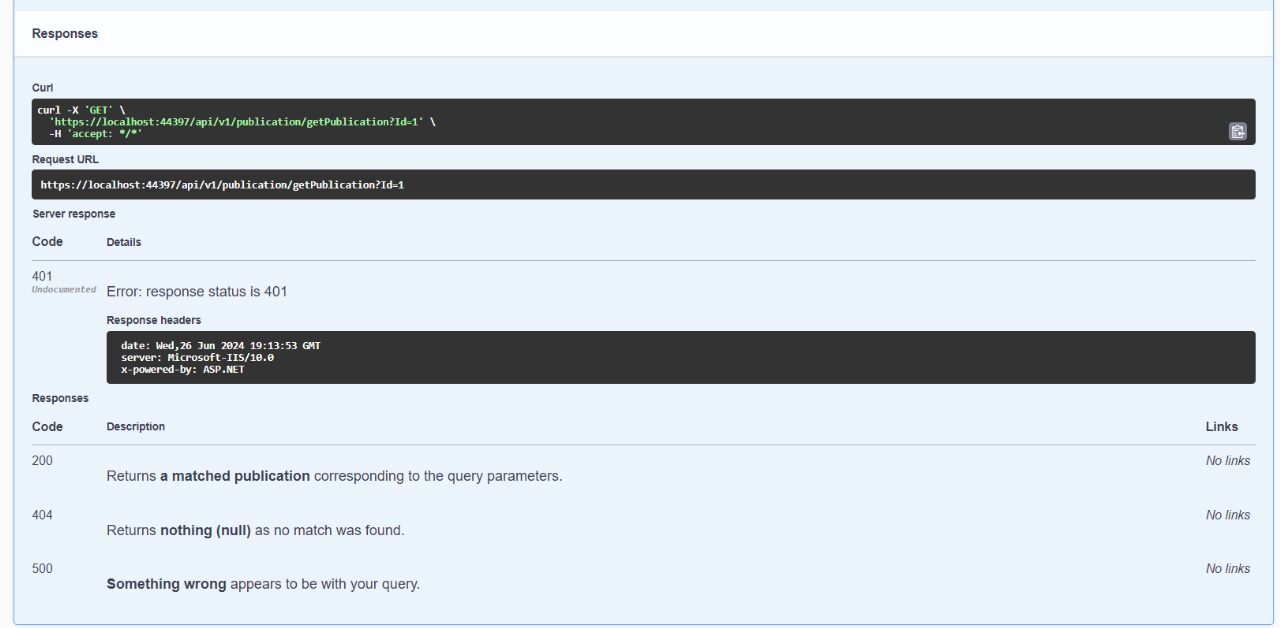 Responses
Curl
curl -X 'GET' \
  'https://localhost:44397/api/v1/publication/getPublication?Id=1' \
  -H 'accept: */*'
Request URL
https://localhost:44397/api/v1/publication/getPublication?Id=1
Server response
Code Details
401
Undocumented
Error: response status is 401
Response headers
date: Wed,26 Jun 2024 19:13:53 GMT
server: Microsoft-IIS/10.0
x-powered-by: ASP.NET
Responses
Code Description Links
200 No links
Returns a matched publication corresponding to the query parameters.
404 No links
Returns nothing (null) as no match was found.
500 No links
Something wrong appears to be with your query.